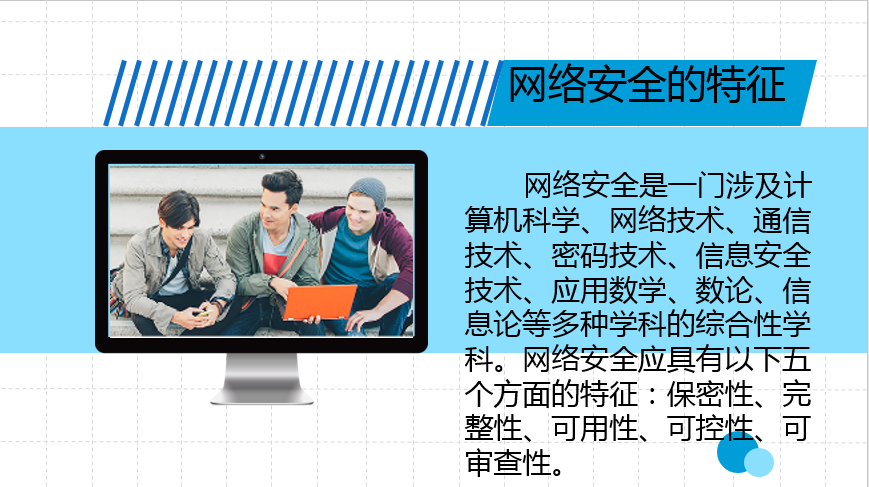 网络安全的特征
网络安全是一门涉及计
算机科学、网络技术、通信
技术、密码技术、信息安全
技术、应用数学、数论、信
息论等多种学科的综合性学
科。网络安全应具有以下五
个方面的特征：保密性、完
整性、可用性、可控性、可
审查性。